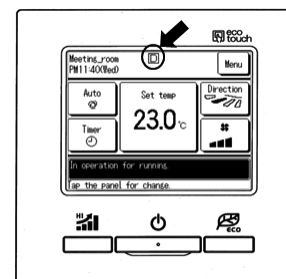 eco
touch
Meeting_room
PM11:40(Wed)
Menu
Auto
Set temp
Direction
23.0℃
Timer
In operation for running.
Tap the panel for change.
HI
ECO